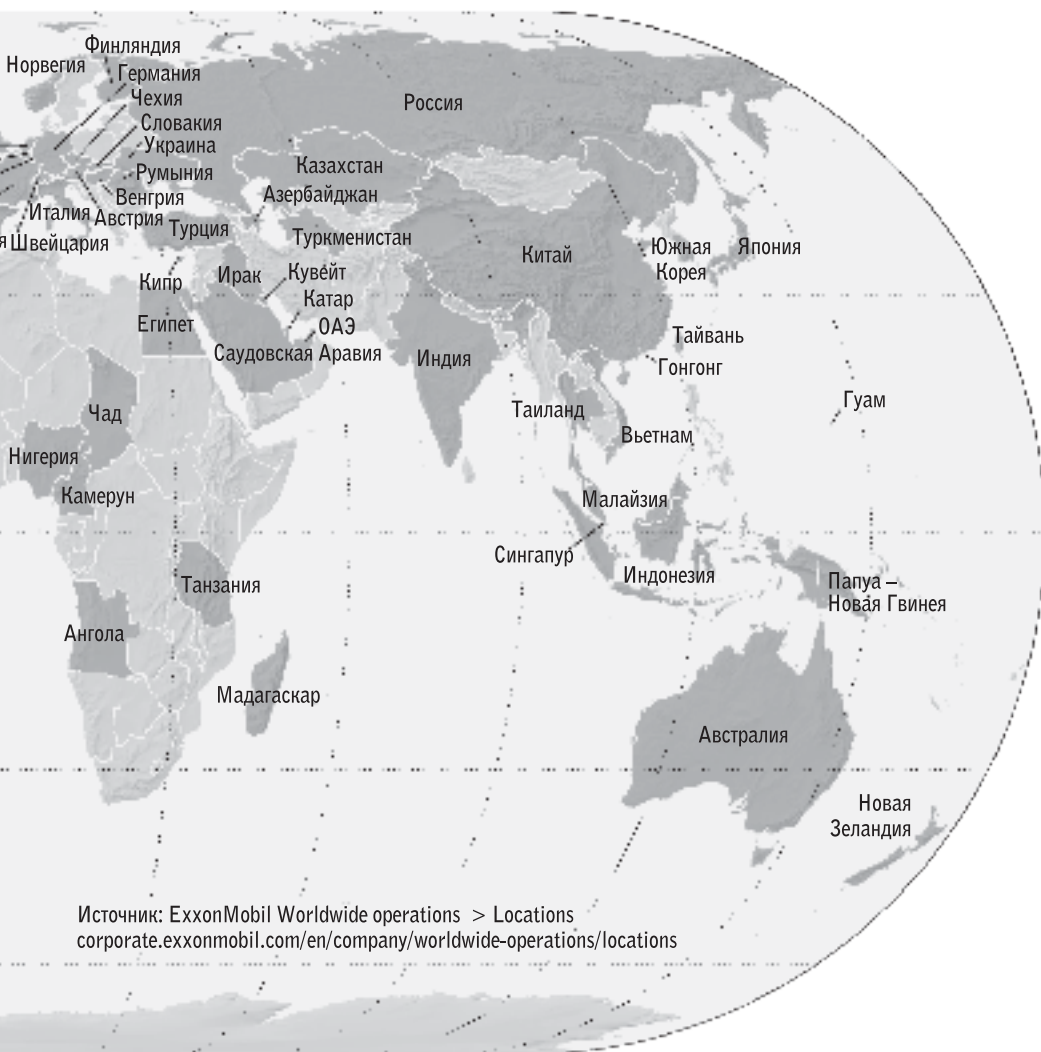 Финляндия
Норвегия
Германия
Чехия
Россия
Словакия
Украина
Казахстан
Румыния
Азербайджан
Венгрия
Италия
Австрия
Турция
Туркменистан
я
Швейцария
Китай
Южная
Корея
Япония
Кипр
Ирак
Кувейт
Катар
Египет
ОАЭ
Саудовская Аравия
Индия
Тайвань
Гонгонг
Чад
Таиланд
Гуам
Вьетнам
Нигерия
Камерун
Малайзия
Сингапур
Индонезия
Танзания
Папуа –
Новая Гвинея
Ангола
Мадагаскар
Австралия
Новая
Зеландия
Источник: ExxonMobil Worldwide operations > Locations
corporate.exxonmobil.com/en/company/worldwide-operations/locations